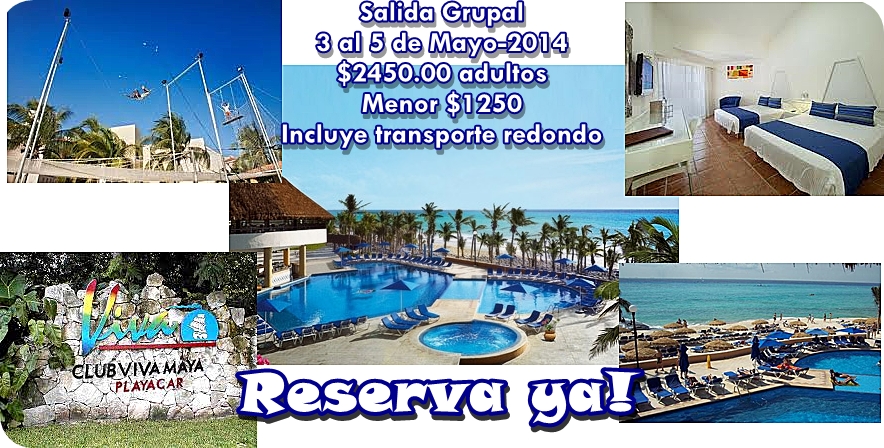 Salida Grupal
3 al 5 de Mayo-2014
$2450.00 adultos
Menor $1250
Incluye transporte redondo
Viva
CLUB VIVA MAYA
PLAYACAR
Reserva ya!